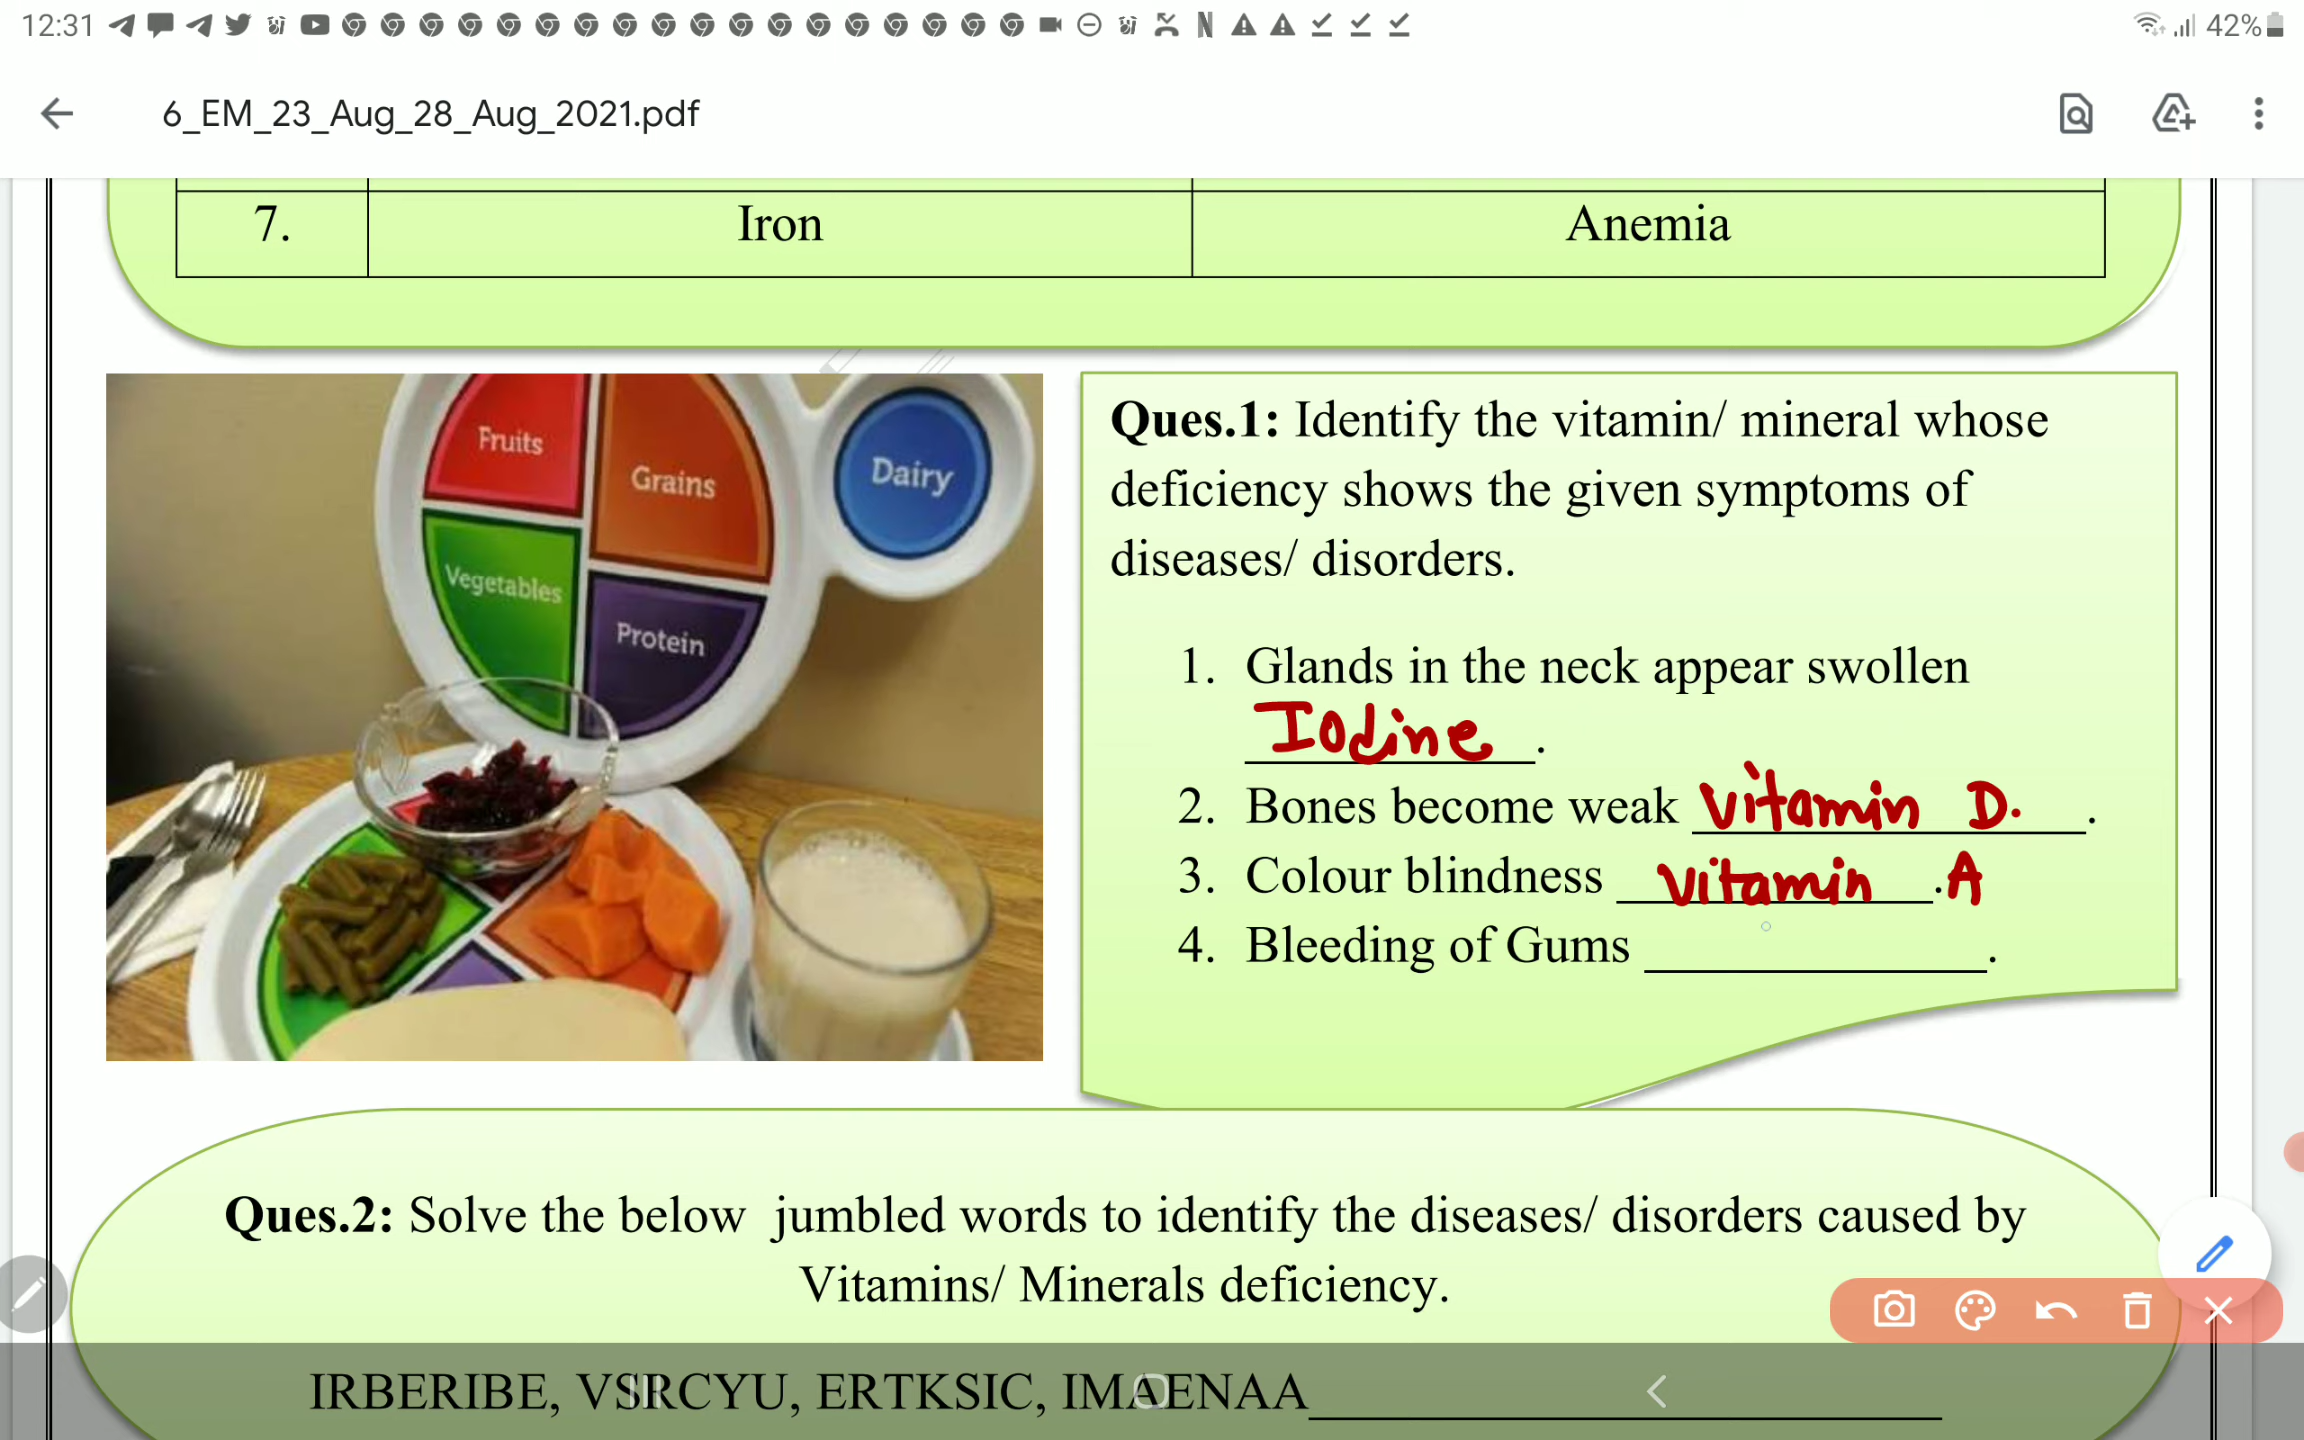 12:31
42%
6_EM_23_Aug_28_Aug_2021.pdf
7. Iron Anemia
Fruits
Grains
Dairy
Vegetables
Protein
Ques.1: Identify the vitamin/ mineral whose
deficiency shows the given symptoms of
diseases/ disorders.
1. Glands in the neck appear swollen
Iodine.
2. Bones become weak Vitamin D. .
3. Colour blindness Vitamin . A
4. Bleeding of Gums ____________.
Ques.2: Solve the below jumbled words to identify the diseases/ disorders caused by
Vitamins/ Minerals deficiency.
IRBERIBE, VSRCYU, ERTKSIC, IMAENAA______________________